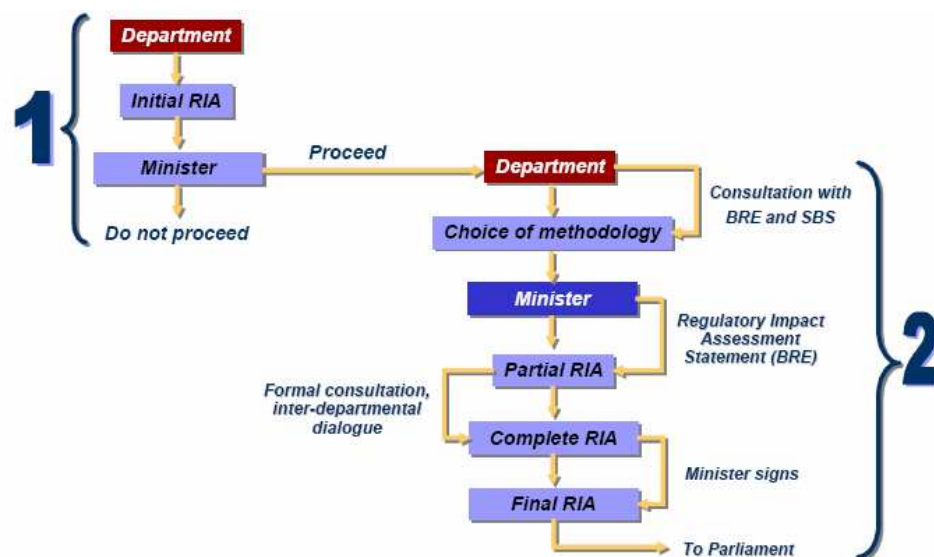 1
Department
Initial RIA
Minister
Proceed
Do not proceed
Department
Consultation with
BRE and SBS
Choice of methodology
Minister
Regulatory Impact
Assessment
Statement (BRE)
Partial RIA
Formal consultation,
inter-departmental
dialogue
Complete RIA
Minister signs
Final RIA
To Parliament
2